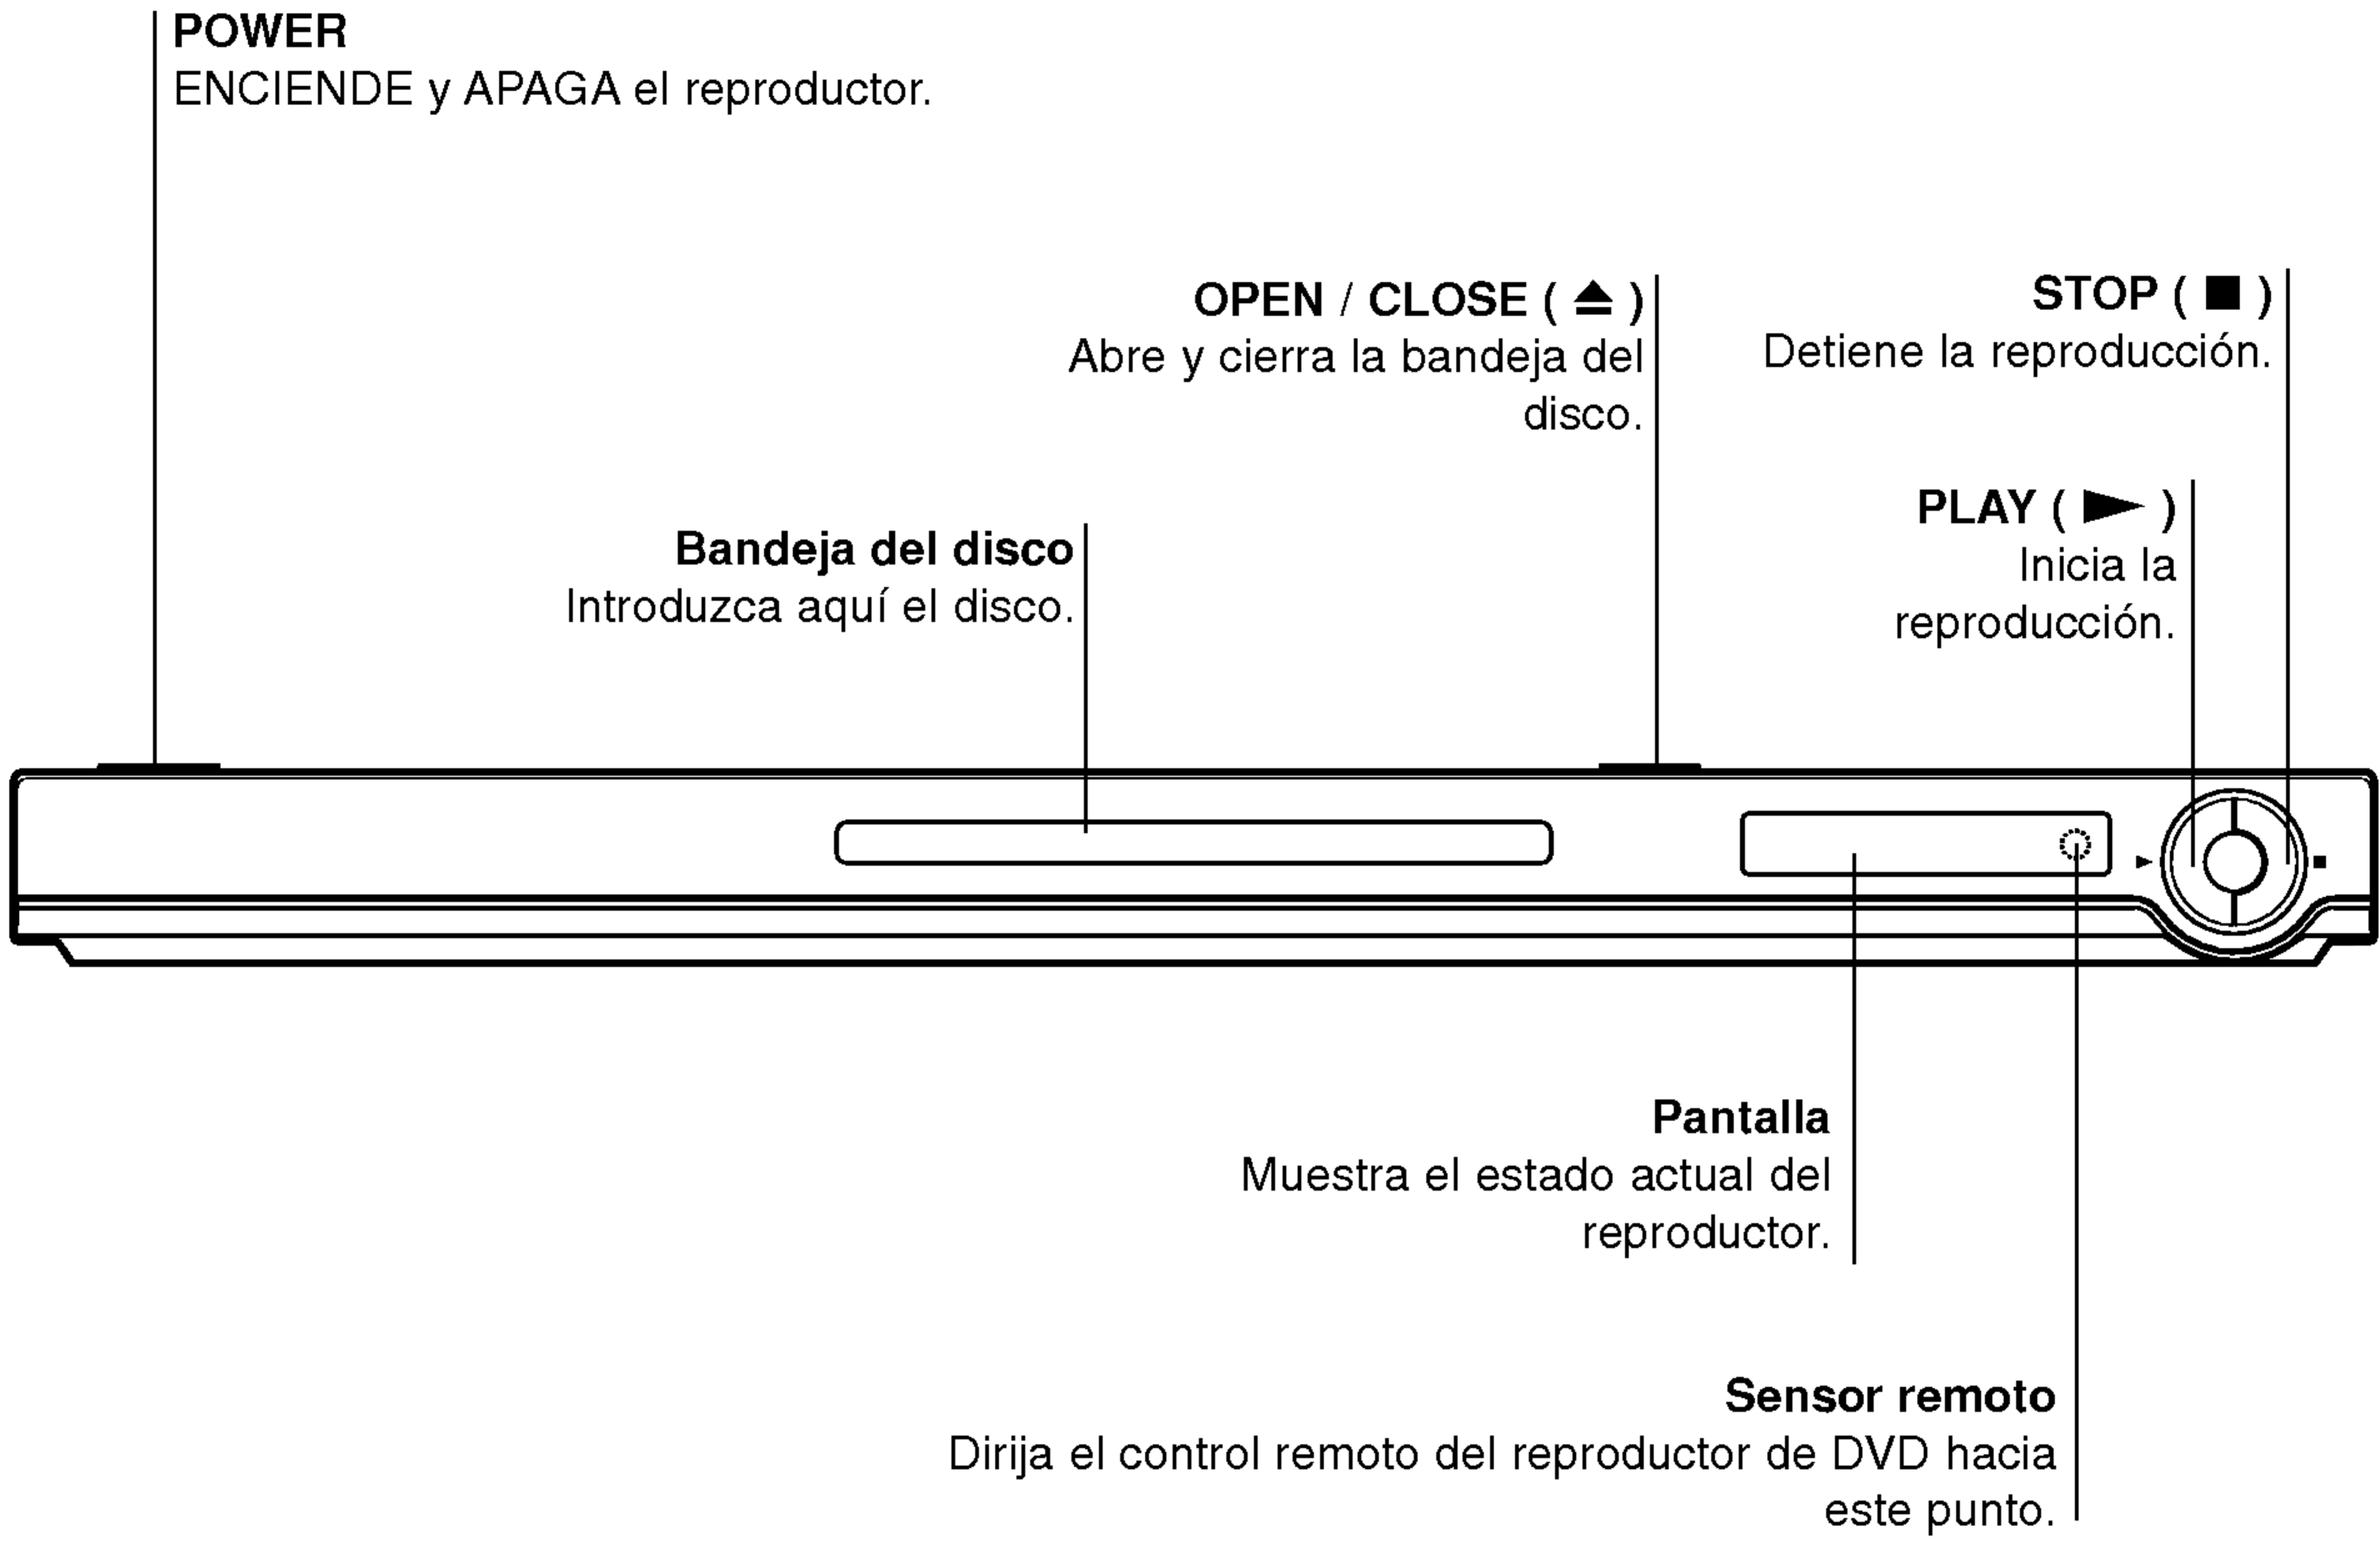 POWER
ENCIENDE y APAGA el reproductor.
OPEN / CLOSE ( ⏏ )
Abre y cierra la bandeja del
disco.
STOP ( ■ )
Detiene la reproducción.
PLAY ( ► )
Inicia la
reproducción.
Bandeja del disco
Introduzca aquí el disco.
Pantalla
Muestra el estado actual del
reproductor.
Sensor remoto
Dirija el control remoto del reproductor de DVD hacia
este punto.